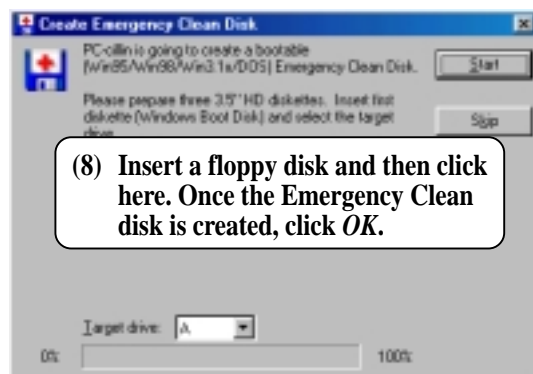 Create Emergency Clean Disk
PC-cillin is going to create a bootable
(Win95/Win98/Win3.1x/DOS) Emergency Clean Disk.
Start
Please prepare three 3.5" HD diskettes. Insert first
diskette (Windows Boot Disk) and select the target
drive
Skip
(8) Insert a floppy disk and then click
here. Once the Emergency Clean
disk is created, click OK.
Target drive: A
0% 100%